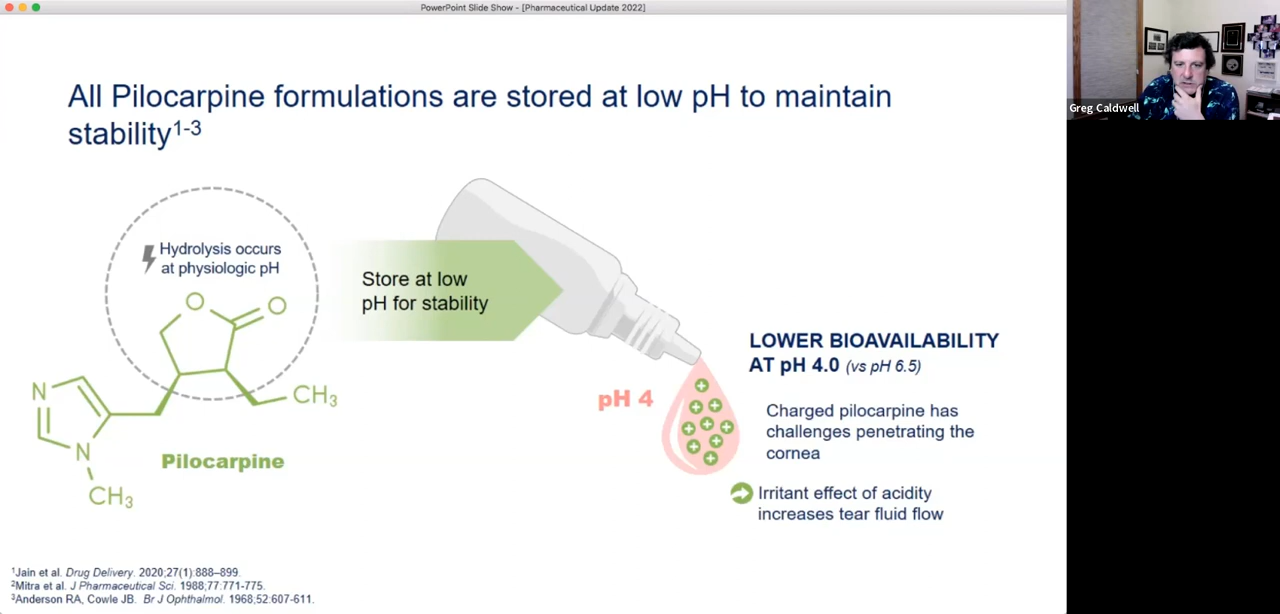 PowerPoint Slide Show - [Pharmaceutical Update 2022]
Greg Caldwell
All Pilocarpine formulations are stored at low pH to maintain
stability1-3
Hydrolysis occurs
at physiologic pH
O
O
N
N
CH3
CH3
Pilocarpine
Store at low
pH for stability
pH 4
LOWER BIOAVAILABILITY
AT pH 4.0 (vs pH 6.5)
Charged pilocarpine has
challenges penetrating the
cornea
Irritant effect of acidity
increases tear fluid flow
1Jain et al. Drug Delivery. 2020;27(1):888–899.
2Mitra et al. J Pharmaceutical Sci. 1988;77:771-775.
3Anderson RA, Cowle JB. Br J Ophthalmol. 1968;52:607-611.